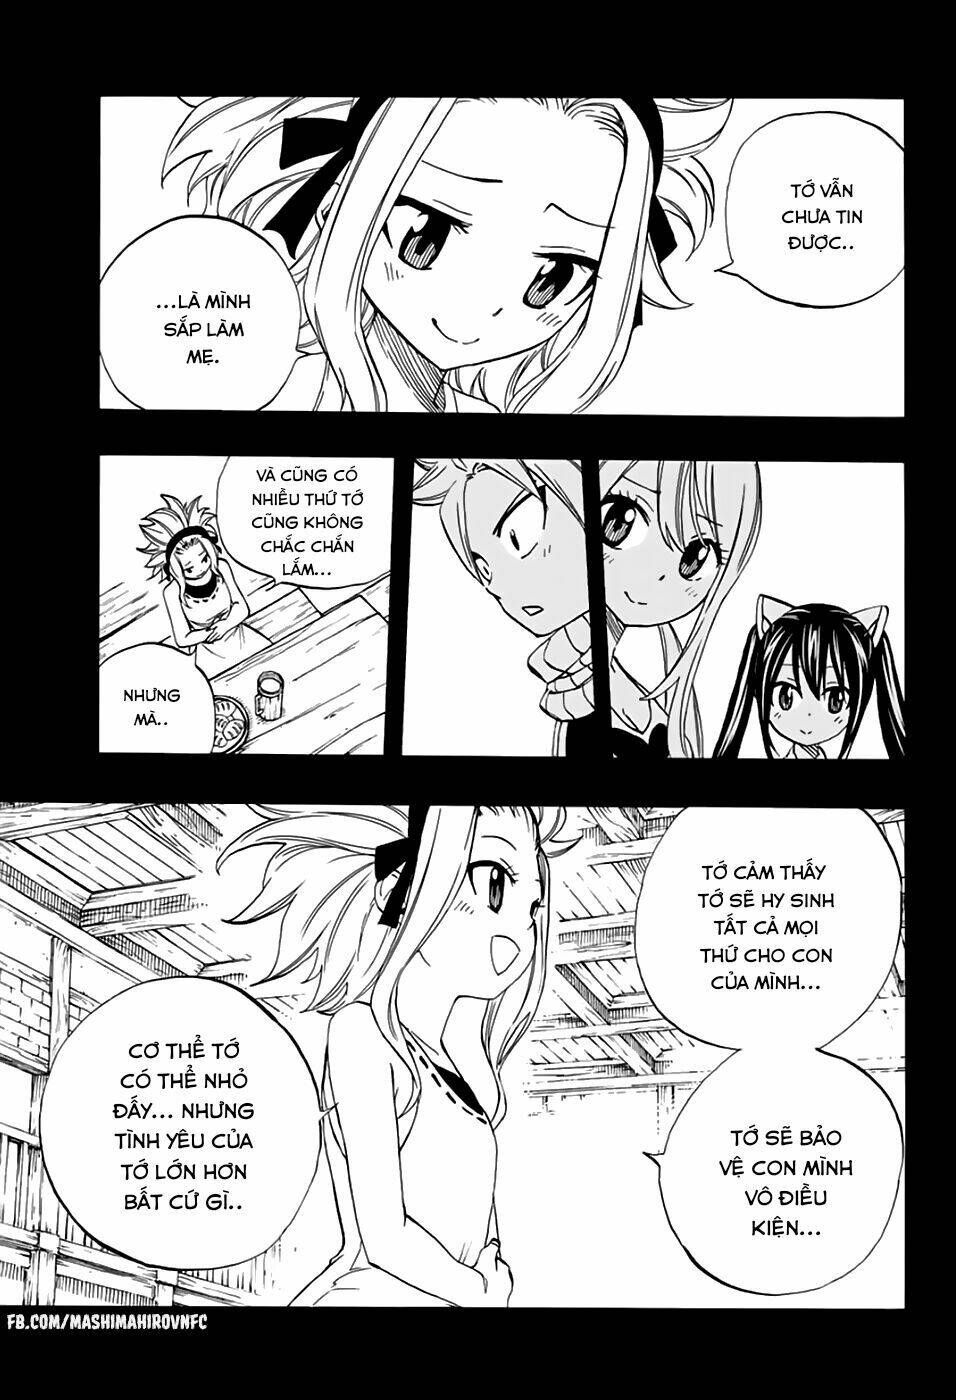 TỚ VẪN
CHƯA TIN
ĐƯỢC..
...LÀ MÌNH
SẮP LÀM
MẸ.
VÀ CŨNG CÓ
NHIỀU THỨ TỚ
CŨNG KHÔNG
CHẮC CHẮN
LẮM...
NHƯNG
MÀ..
TỚ CẢM THẤY
TỚ SẼ HY SINH
TẤT CẢ MỌI
THỨ CHO CON
CỦA MÌNH...
TỚ SẼ BẢO
VỆ CON MÌNH
VÔ ĐIỀU
KIỆN...
CƠ THỂ TỚ
CÓ THỂ NHỎ
ĐẤY... NHƯNG
TÌNH YÊU CỦA
TỚ LỚN HƠN
BẤT CỨ GÌ..
FB.COM/MASHIMAHIROVNFC